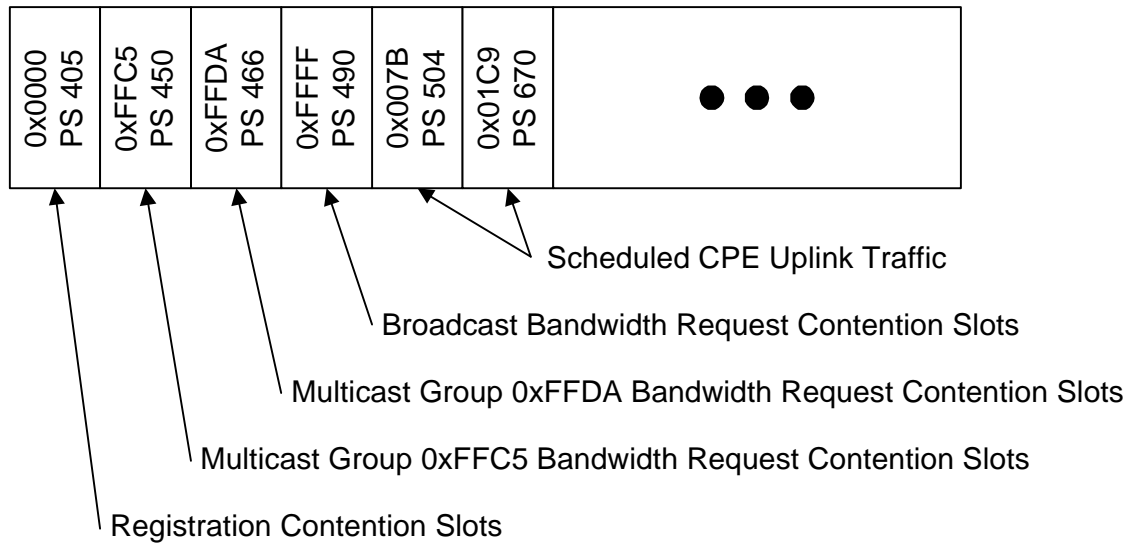 0x0000
PS 405
0xFFC5
PS 450
0xFFDA
PS 466
0xFFFF
PS 490
0x007B
PS 504
0x01C9
PS 670
Scheduled CPE Uplink Traffic
Broadcast Bandwidth Request Contention Slots
Multicast Group 0xFFDA Bandwidth Request Contention Slots
Multicast Group 0xFFC5 Bandwidth Request Contention Slots
Registration Contention Slots